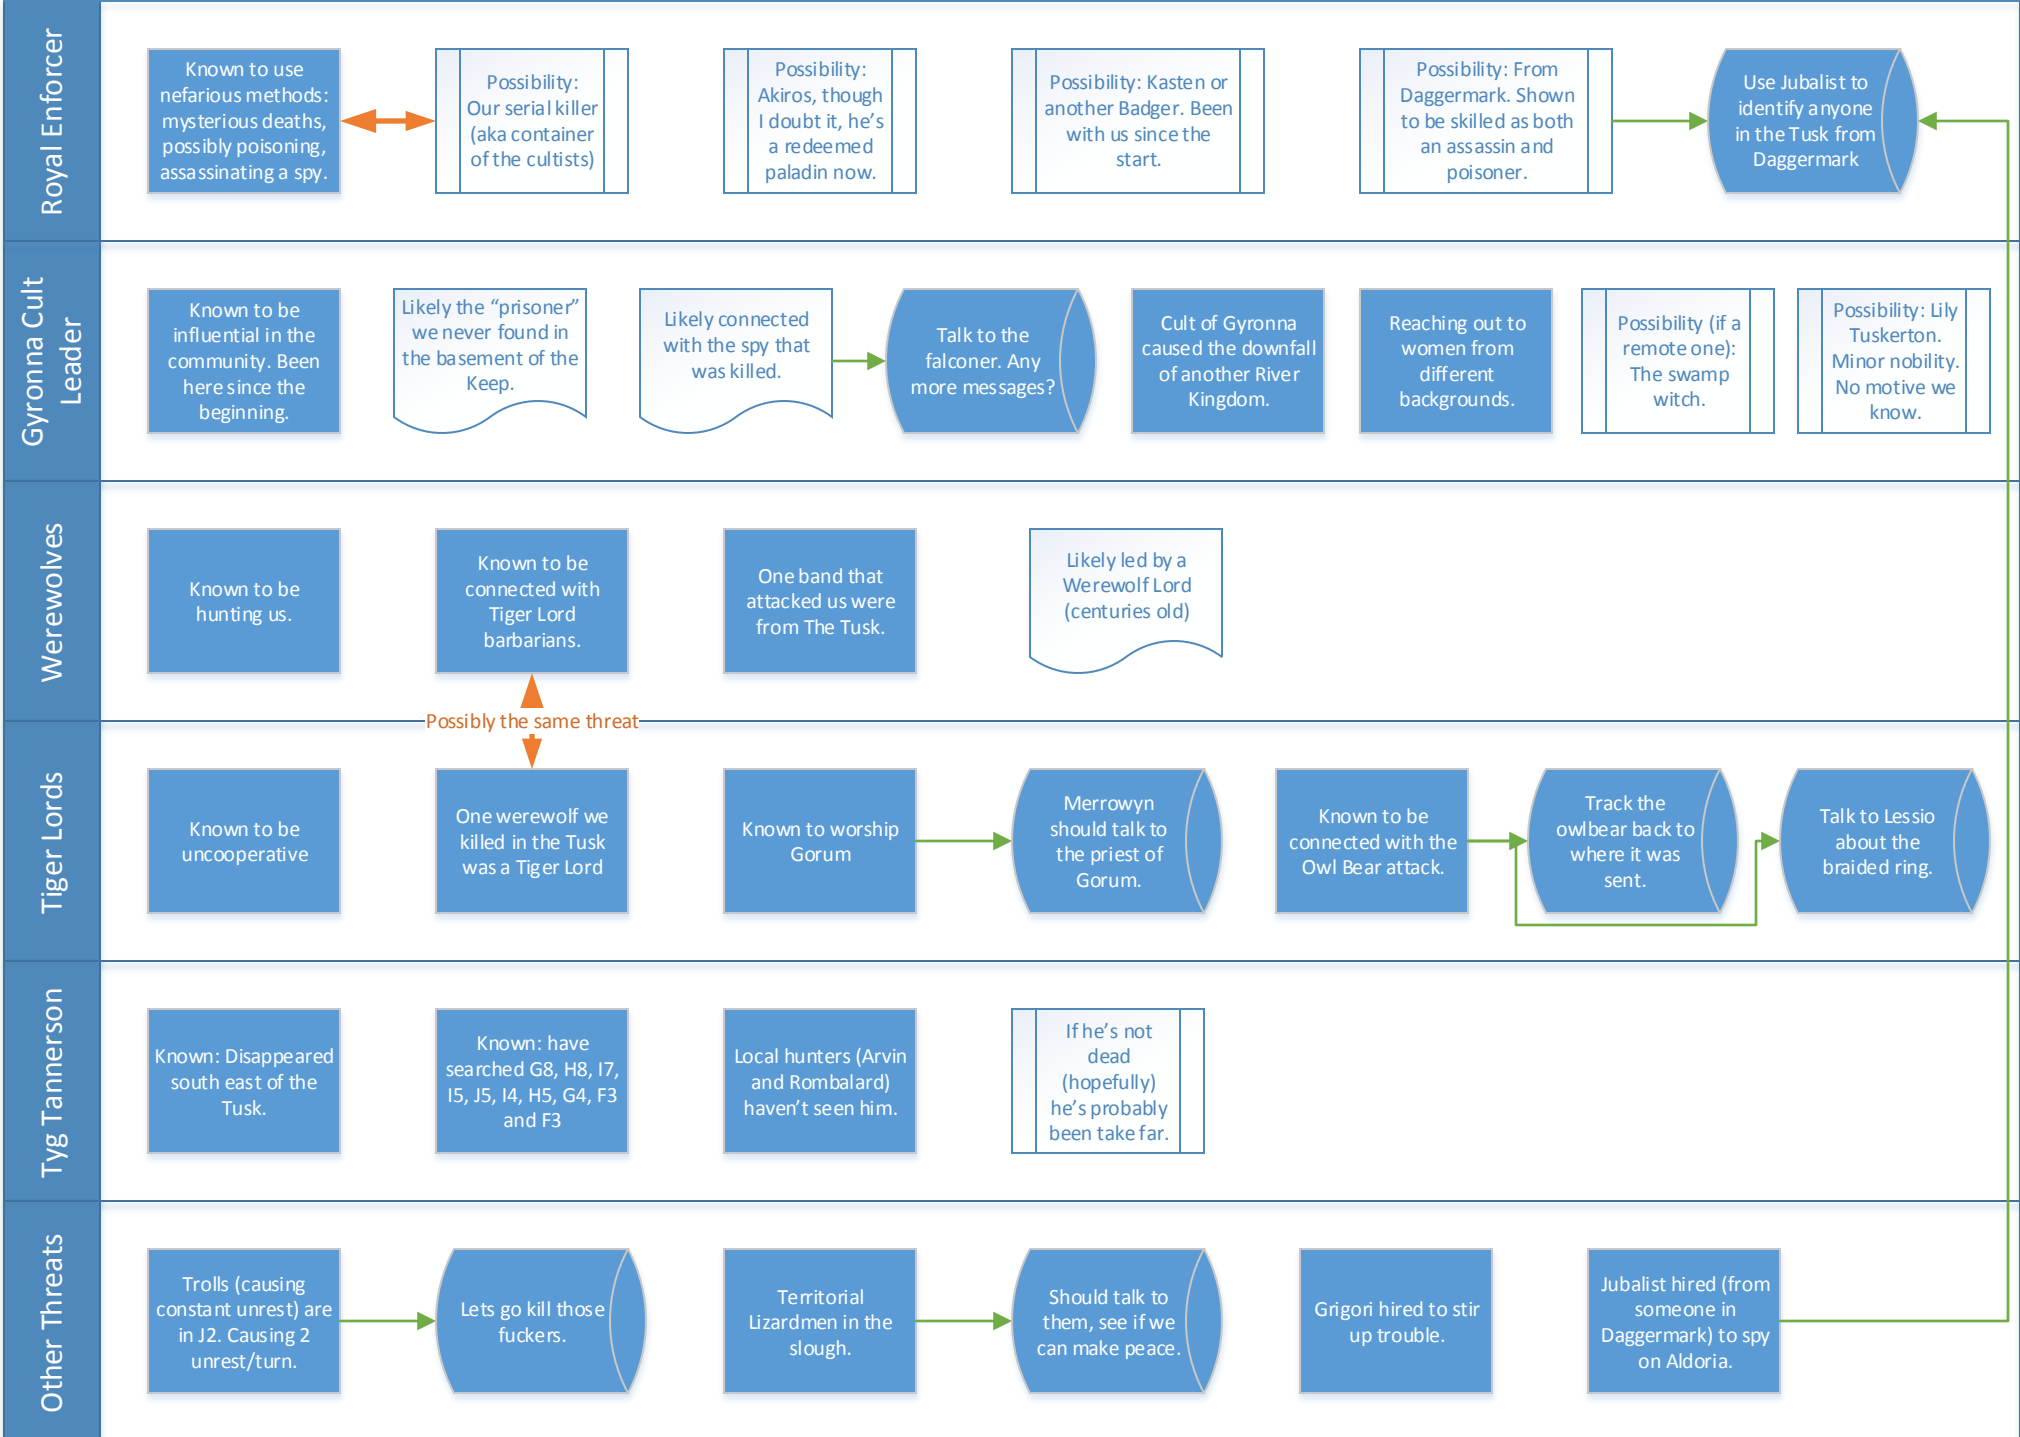 Royal Enforcer
Known to use
nefarious methods:
mysterious deaths,
possibly poisoning,
assassinating a spy.
Possibility:
Our serial killer
(aka container
of the cultists)
Possibility:
Akiros, though
I doubt it, he's
a redeemed
paladin now.
Possibility: Kasten or
another Badger. Been
with us since the
start.
Possibility: From
Daggermark. Shown
to be skilled as both
an assassin and
poisoner.
Use Jubalist to
identify anyone
in the Tusk from
Daggermark
Gyronna Cult
Leader
Known to be
influential in the
community. Been
here since the
beginning.
Likely the “prisoner”
we never found in
the basement of the
Keep.
Likely connected
with the spy that
was killed.
Talk to the
falconer. Any
more messages?
Cult of Gyronna
caused the downfall
of another River
Kingdom.
Reaching out to
women from
different
backgrounds.
Possibility (if a
remote one):
The swamp
witch.
Possibility: Lily
Tuskerton.
Minor nobility.
No motive we
know.
Werewolves
Known to be
hunting us.
Known to be
connected with
Tiger Lord
barbarians.
One band that
attacked us were
from The Tusk.
Likely led by a
Werewolf Lord
(centuries old)
Possibly the same threat
Tiger Lords
Known to be
uncooperative
One werewolf we
killed in the Tusk
was a Tiger Lord
Known to worship
Gorum
Merrowyn
should talk to
the priest of
Gorum.
Known to be
connected with the
Owl Bear attack.
Track the
owlbear back to
where it was
sent.
Talk to Lessio
about the
braided ring.
Tyg Tannerson
Known: Disappeared
south east of the
Tusk.
Known: have
searched G8, H8, I7,
I5, J5, I4, H5, G4, F3
and F3
Local hunters (Arvin
and Rombalard)
haven't seen him.
If he's not
dead
(hopefully)
he's probably
been take far.
Other Threats
Trolls (causing
constant unrest) are
in J2. Causing 2
unrest/turn.
Lets go kill those
fuckers.
Territorial
Lizardmen in the
slough.
Should talk to
them, see if we
can make peace.
Grigori hired to stir
up trouble.
Jubalist hired (from
someone in
Daggermark) to spy
on Aldoria.